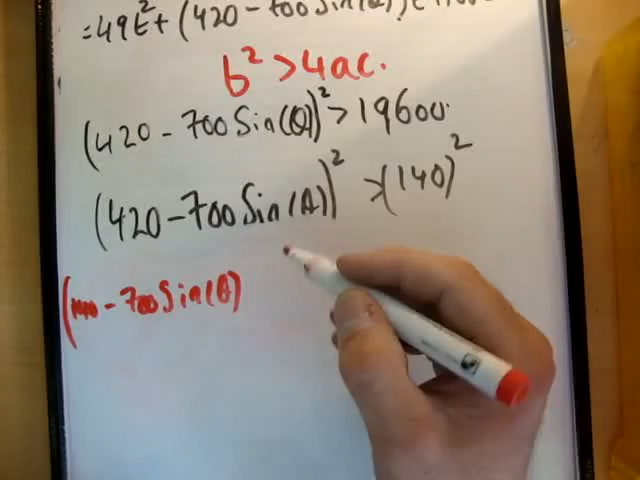 = 49t² + (420 - 700 Sin(
b² > 4ac.
(420 - 700 Sin(θ))² > 19600.
(420 - 700 Sin(θ))² > (140)²
- 700 Sin(θ)